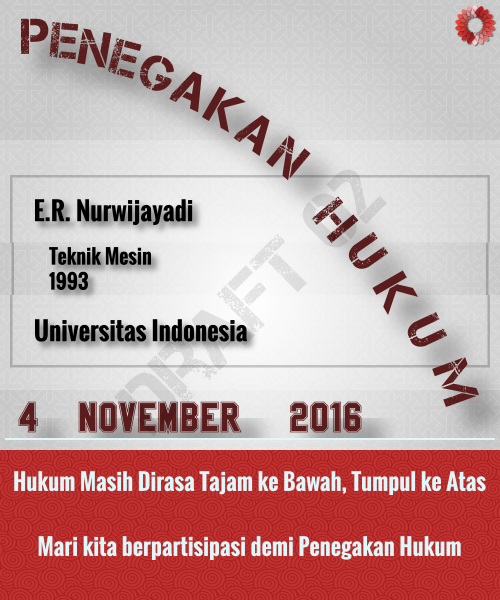 PENEGAKAN HUKUM
E.R. Nurwijayadi
Teknik Mesin
1993
Universitas Indonesia
DRAFT 02
4 NOVEMBER 2016
Hukum Masih Dirasa Tajam ke Bawah, Tumpul ke Atas
Mari kita berpartisipasi demi Penegakan Hukum